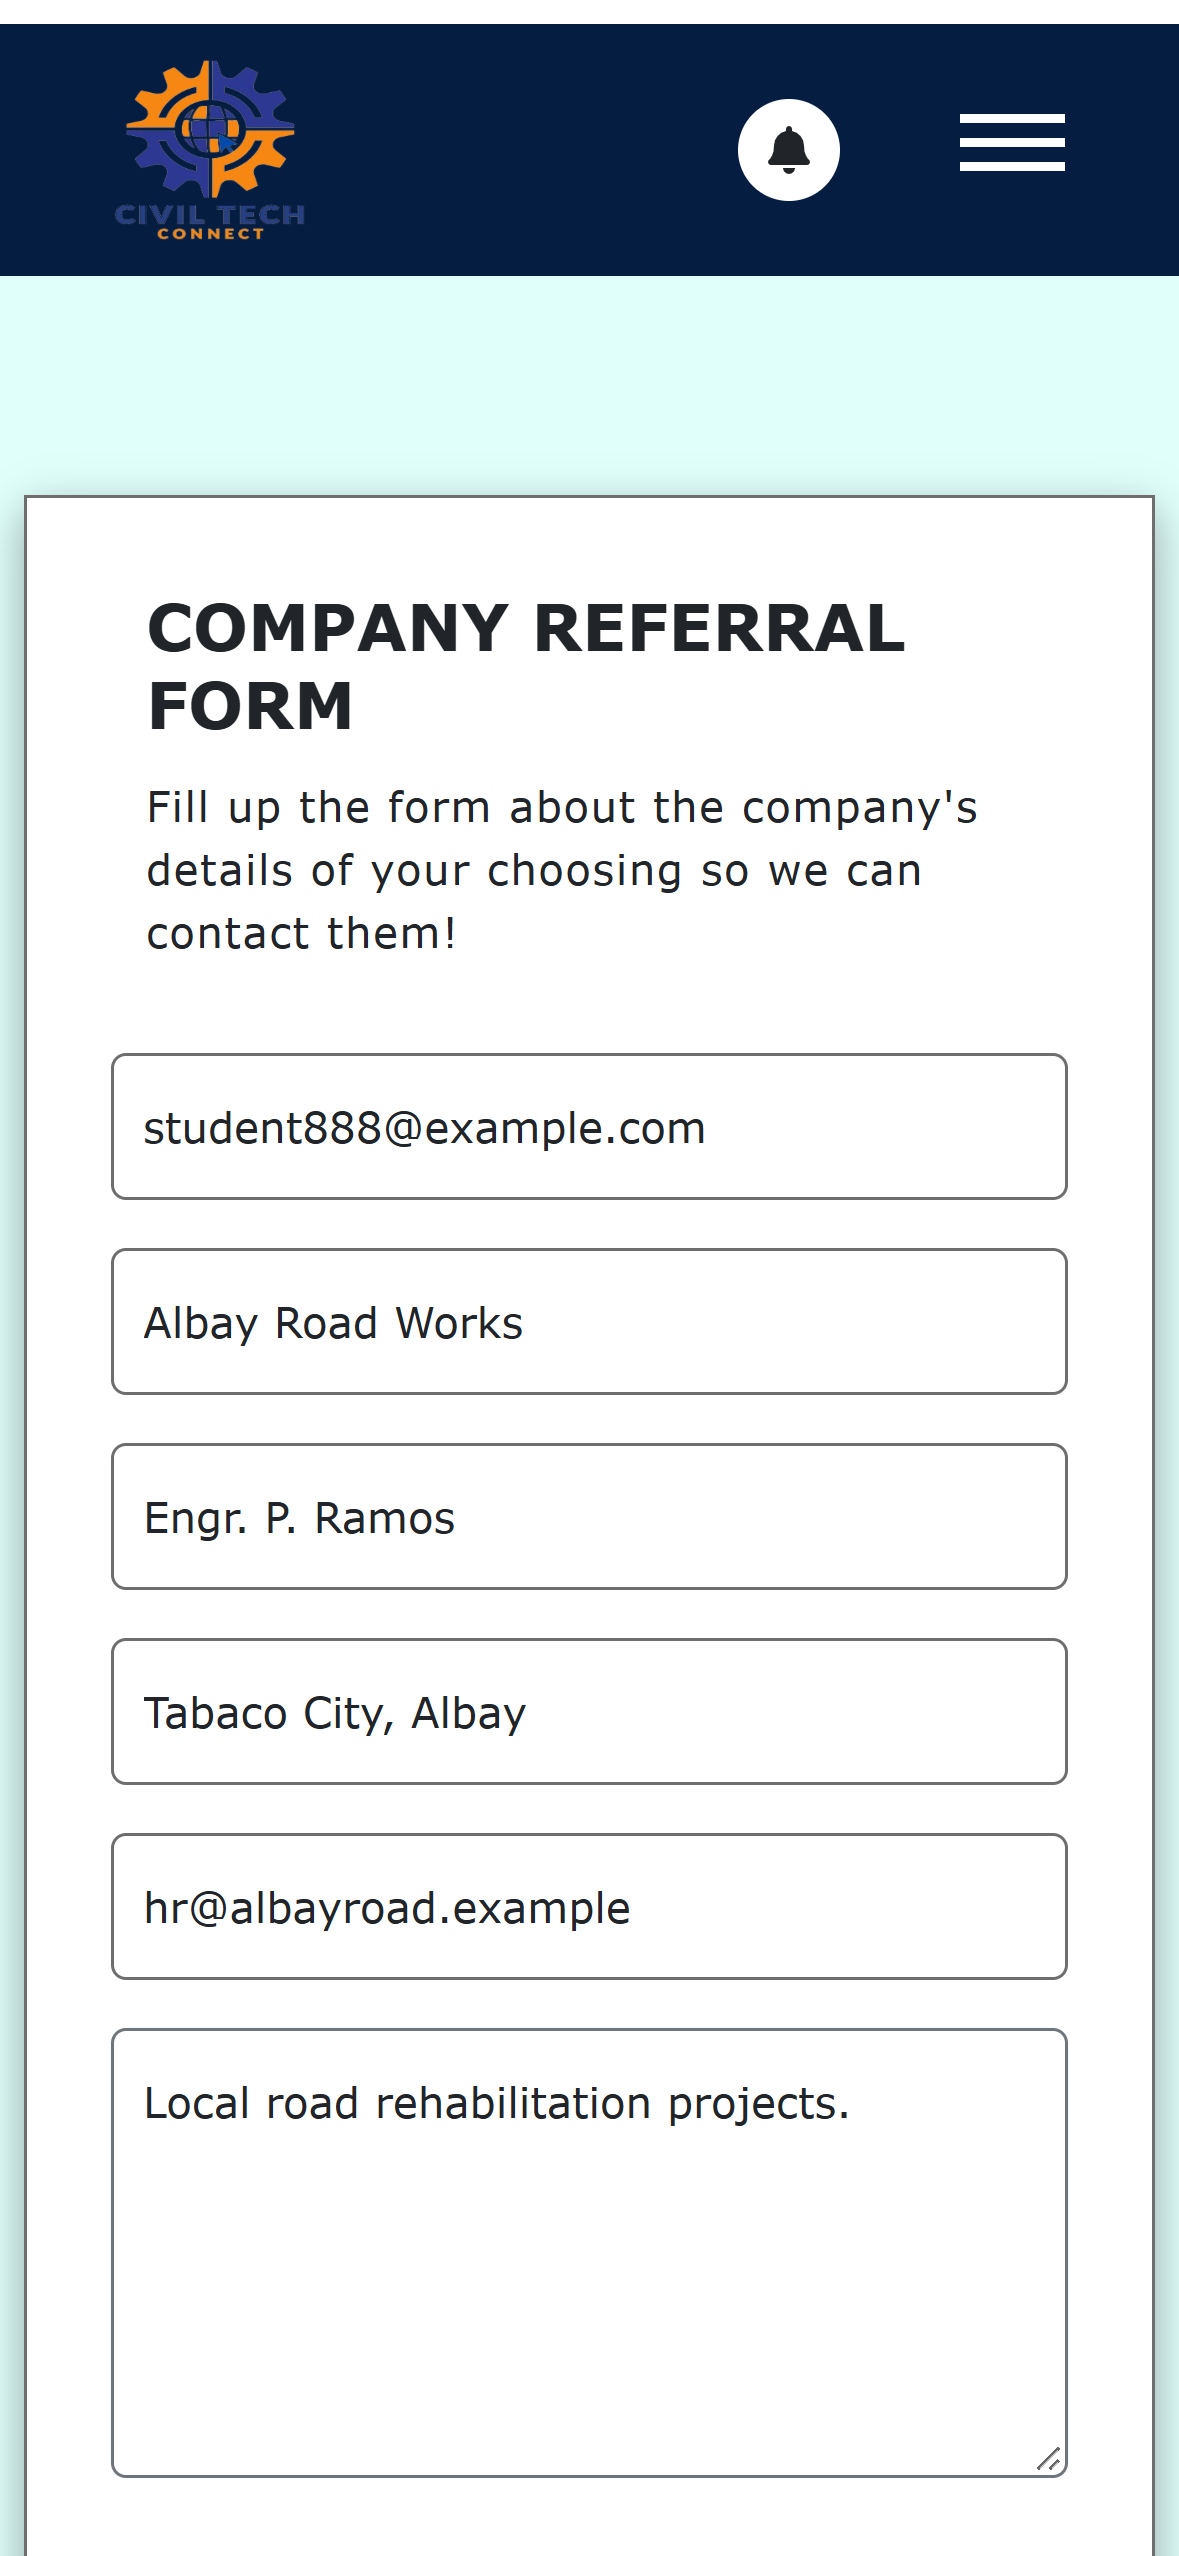 CIVIL TECH
CONNECT
COMPANY REFERRAL
FORM
Fill up the form about the company's
details of your choosing so we can
contact them!
student888@example.com
Albay Road Works
Engr. P. Ramos
Tabaco City, Albay
hr@albayroad.example
Local road rehabilitation projects.